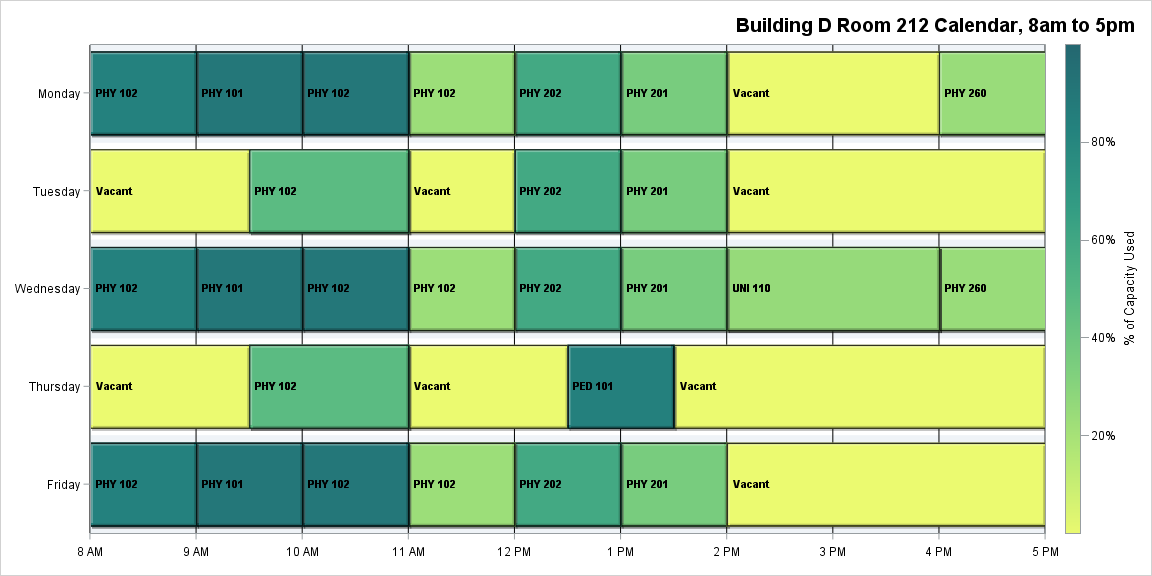 Building D Room 212 Calendar, 8am to 5pm
Monday PHY 102 PHY 101 PHY 102 PHY 102 PHY 202 PHY 201 Vacant PHY 260
Tuesday Vacant PHY 102 Vacant PHY 202 PHY 201 Vacant
Wednesday PHY 102 PHY 101 PHY 102 PHY 102 PHY 202 PHY 201 UNI 110 PHY 260
Thursday Vacant PHY 102 Vacant PED 101 Vacant
Friday PHY 102 PHY 101 PHY 102 PHY 102 PHY 202 PHY 201 Vacant
8 AM 9 AM 10 AM 11 AM 12 PM 1 PM 2 PM 3 PM 4 PM 5 PM
80%
60%
40%
20%
% of Capacity Used